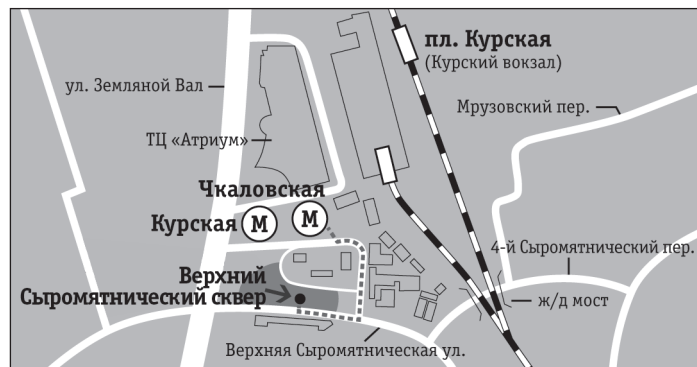 пл. Курская
(Курский вокзал)
ул. Земляной Вал
Мрузовский пер.
ТЦ «Атриум»
Чкаловская
Курская М М
4-й Сыромятнический пер.
Верхний
Сыромятнический сквер
ж/д мост
Верхняя Сыромятническая ул.